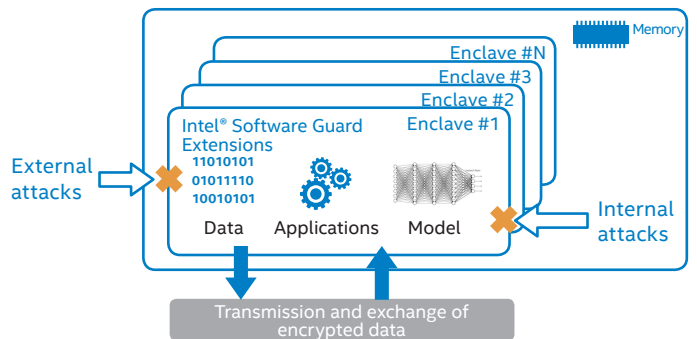 Memory
Enclave #N
Enclave #3
Enclave #2
Enclave #1
Intel® Software Guard
Extensions
11010101
01011110
10010101
Data
Applications
Model
External
attacks
Internal
attacks
Transmission and exchange of
encrypted data